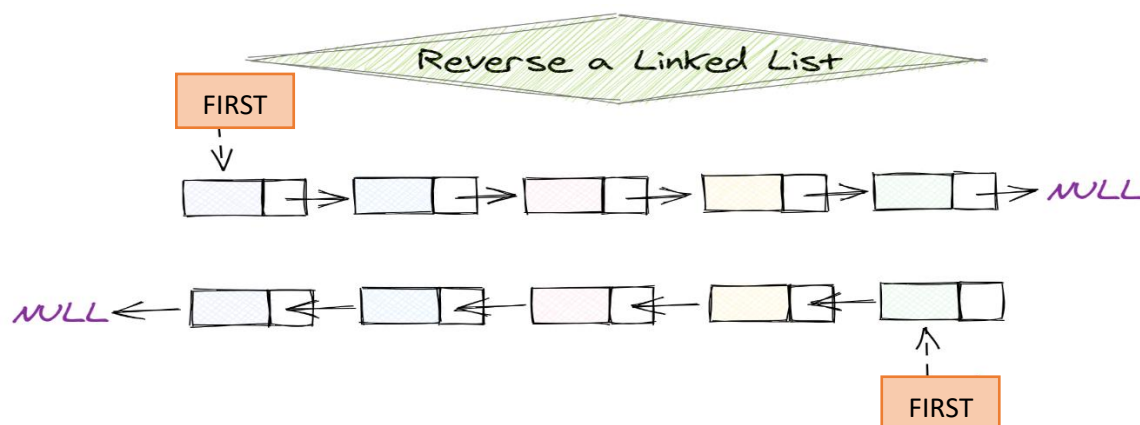 Reverse a Linked List
FIRST
NULL
NULL
FIRST